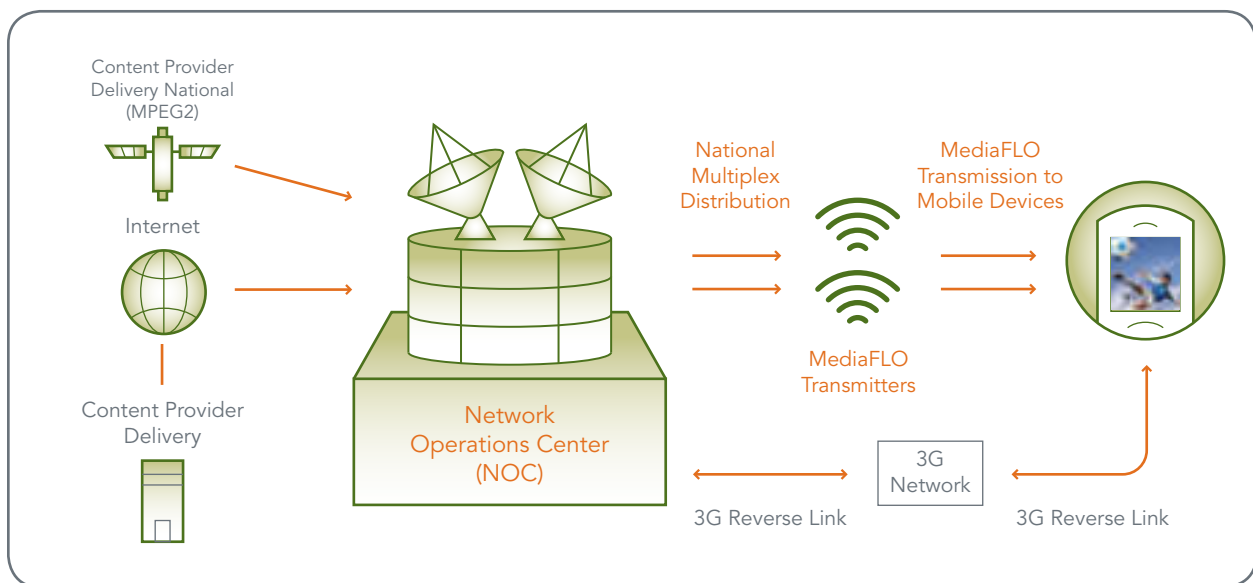 Content Provider
Delivery National
(MPEG2)
Internet
Content Provider
Delivery
Network
Operations Center
(NOC)
National
Multiplex
Distribution
MediaFLO
Transmitters
MediaFLO
Transmission to
Mobile Devices
3G
Network
3G Reverse Link
3G Reverse Link